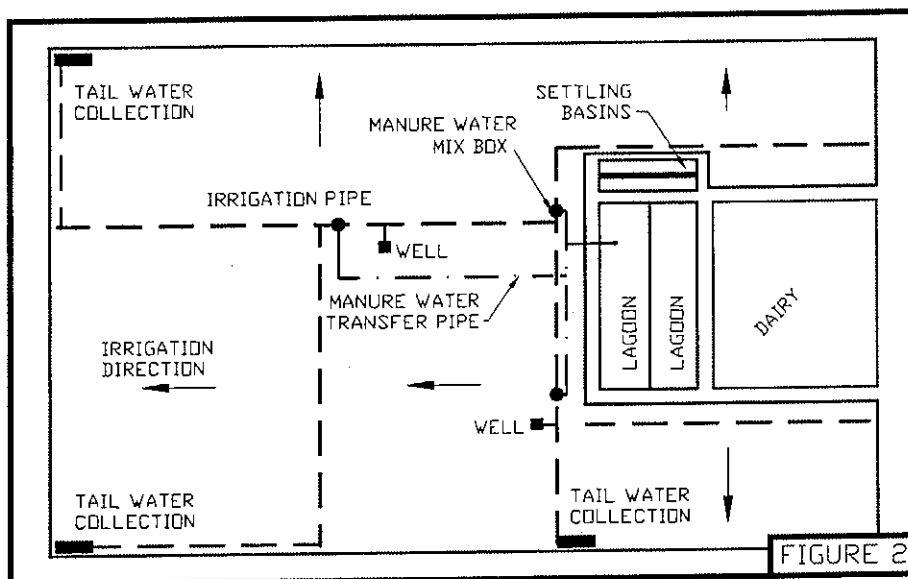 TAIL WATER
COLLECTION
SETTLING
BASINS
MANURE WATER
MIX BOX
IRRIGATION PIPE
WELL
MANURE WATER
TRANSFER PIPE
LAGOON
LAGOON
DAIRY
IRRIGATION
DIRECTION
WELL
TAIL WATER
COLLECTION
TAIL WATER
COLLECTION
FIGURE 2